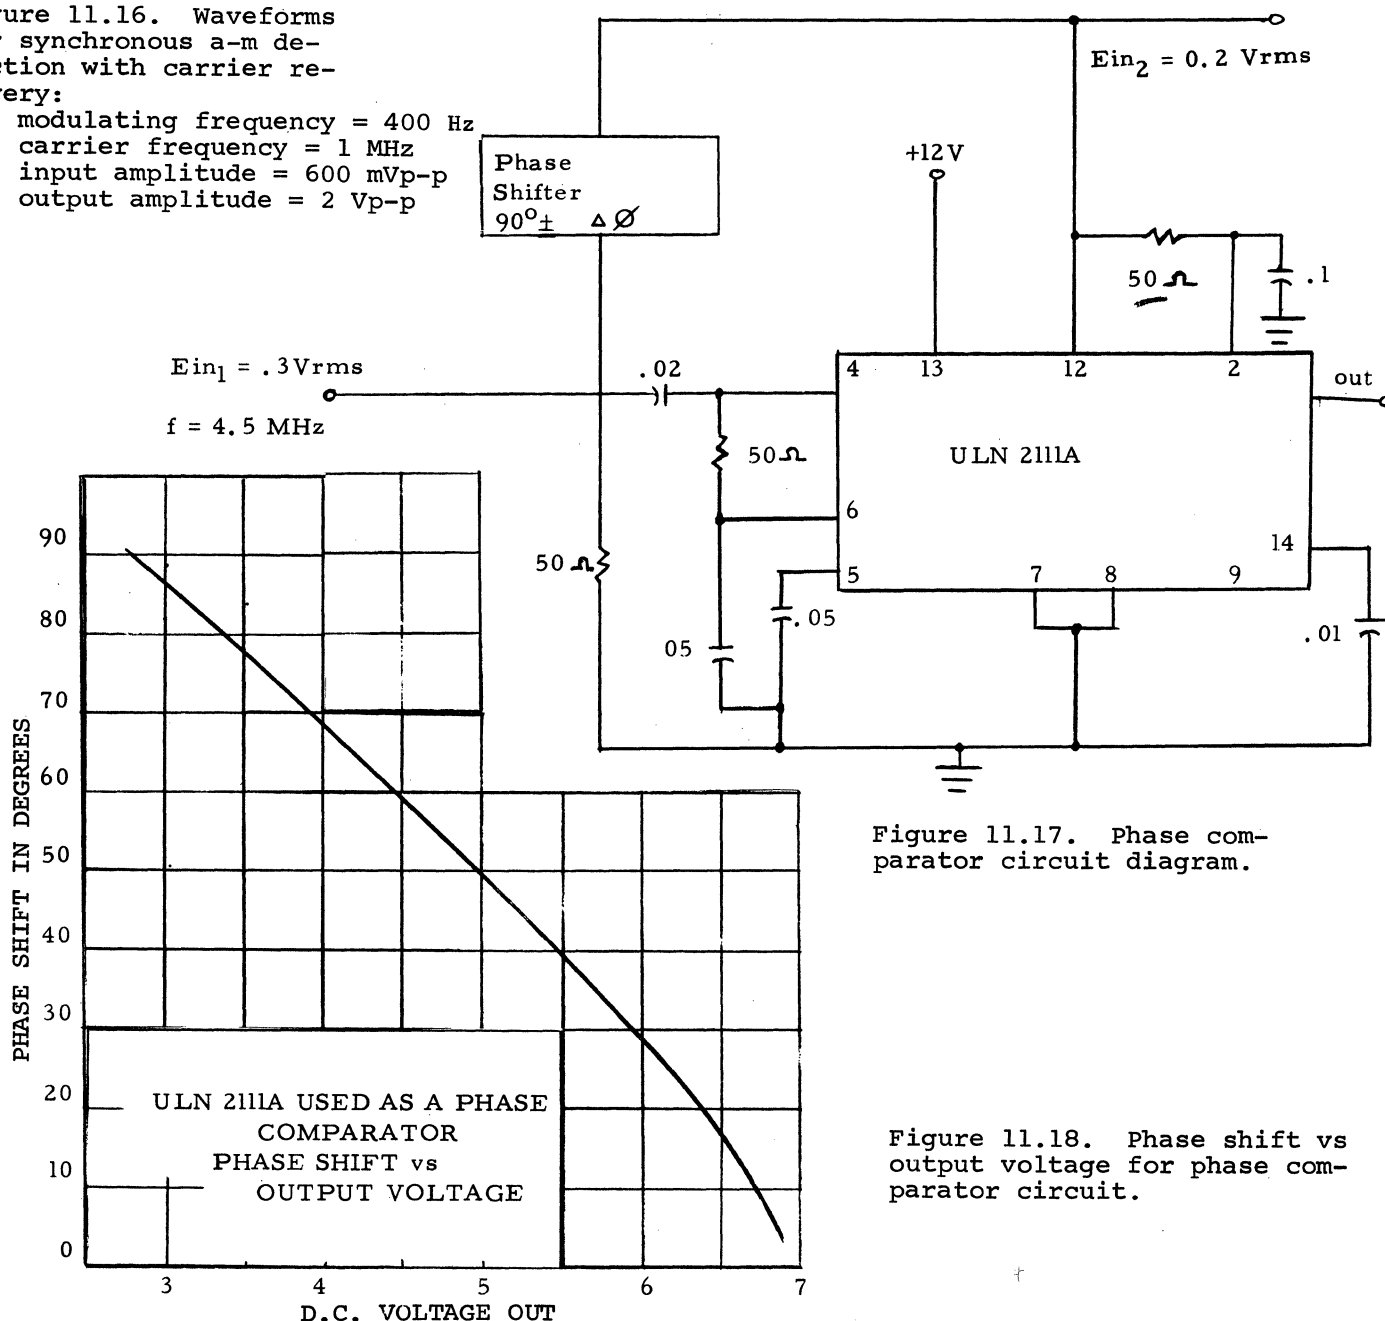 ure 11.16. Waveforms
synchronous a-m de-
tion with carrier re-
very:
modulating frequency = 400 Hz
carrier frequency = 1 MHz
input amplitude = 600 mVp-p
output amplitude = 2 Vp-p
Ein2 = 0.2 Vrms
Phase
Shifter
90°± Δ Ø
+12V
50 Ω
.1
Ein1 = .3Vrms
f = 4.5 MHz
.02
4
13
12
2
out
50Ω
ULN 2111A
6
50 Ω
5
7
8
9
14
.05
05
.01
Figure 11.17. Phase com-
parator circuit diagram.
PHASE SHIFT IN DEGREES
90
80
70
60
50
40
30
20
10
0
ULN 2111A USED AS A PHASE
COMPARATOR
PHASE SHIFT vs
OUTPUT VOLTAGE
3
4
5
6
7
D.C. VOLTAGE OUT
Figure 11.18. Phase shift vs
output voltage for phase com-
parator circuit.